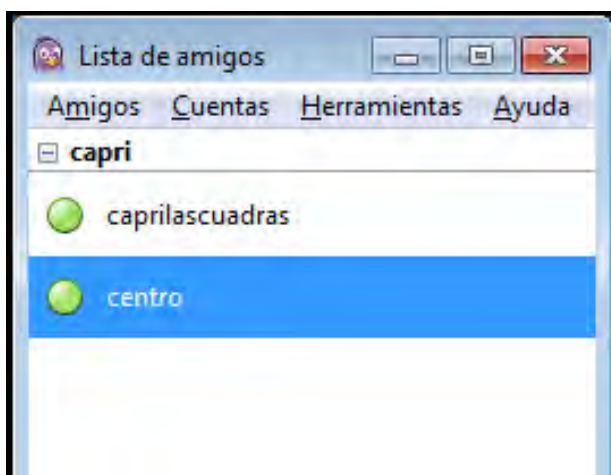 Lista de amigos
Amigos Cuentas Herramientas Ayuda
capri
caprilascuadras
centro